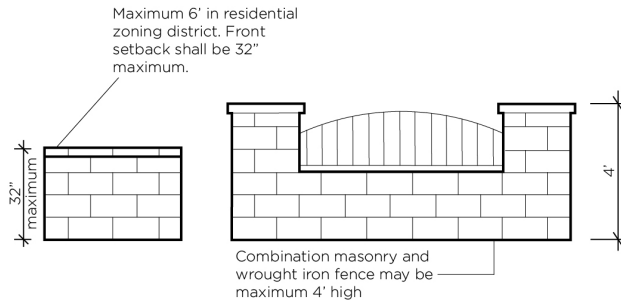 Maximum 6’ in residential
zoning district. Front
setback shall be 32”
maximum.
32”
maximum
4’
Combination masonry and
wrought iron fence may be
maximum 4’ high